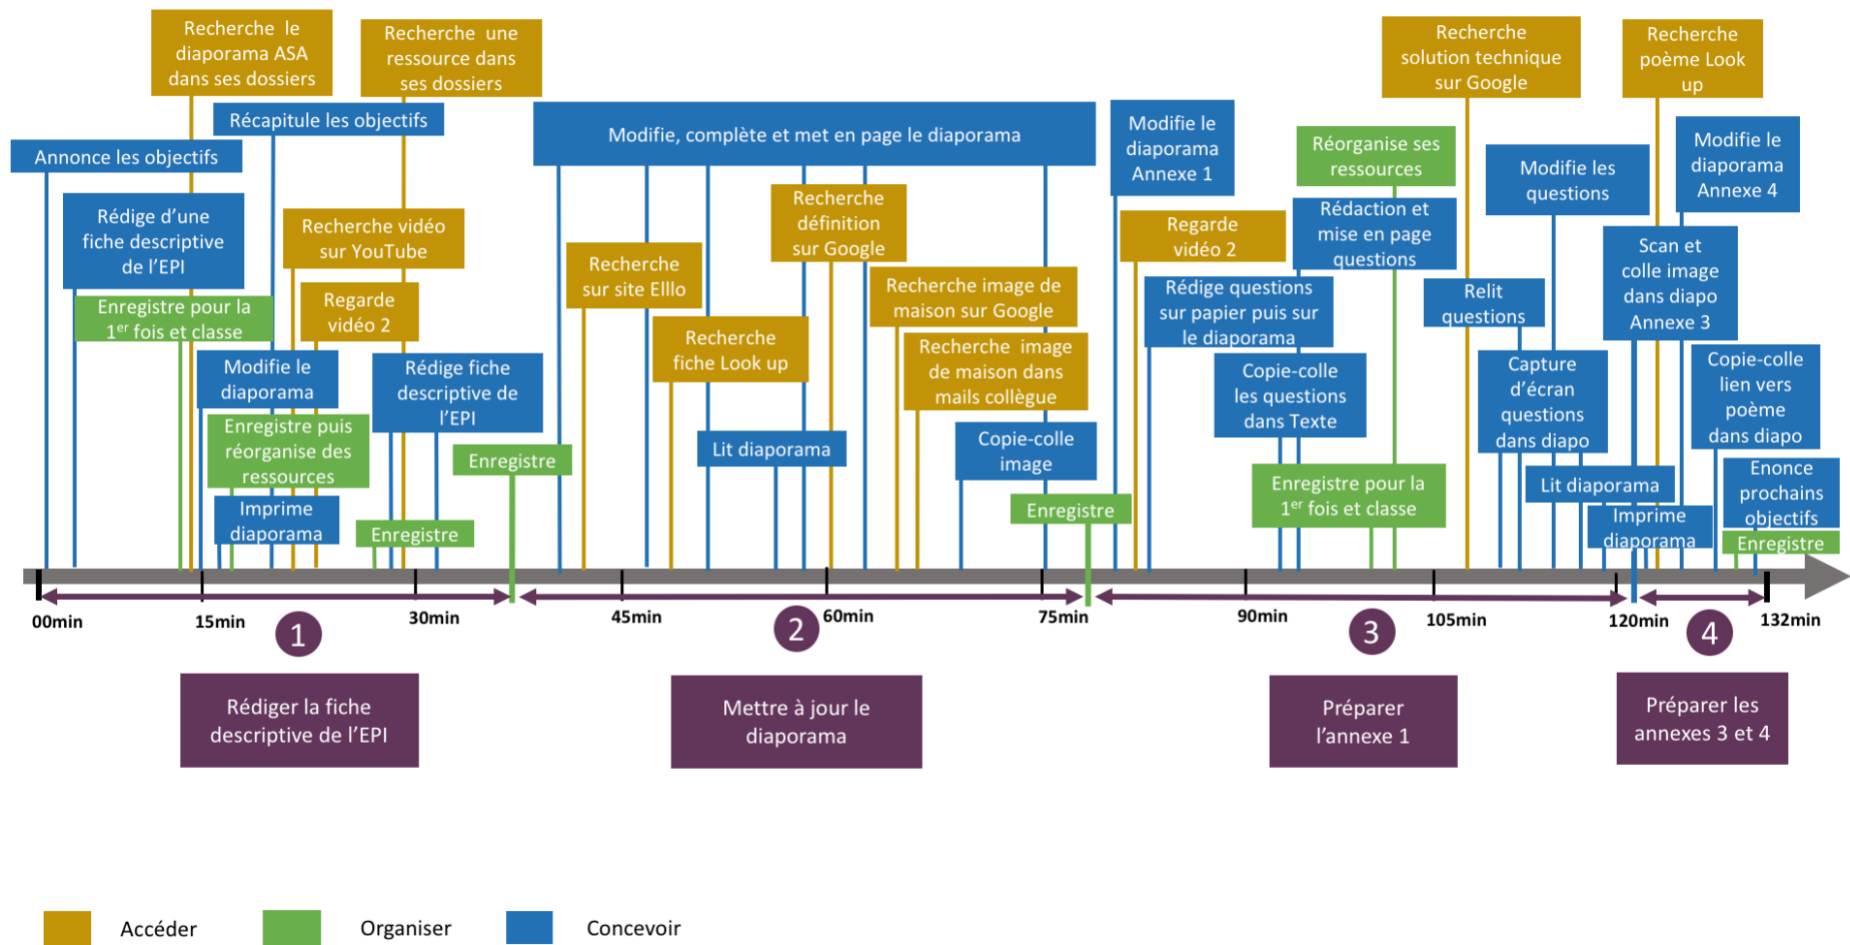 Recherche le
diaporama ASA
dans ses dossiers
Recherche une
ressource dans
ses dossiers
Récapitule les objectifs
Annonce les objectifs
Rédige d’une
fiche descriptive
de l’EPI
Recherche vidéo
sur YouTube
Enregistre pour la
1er fois et classe
Regarde
vidéo 2
Modifie le
diaporama
Rédige fiche
descriptive de
l’EPI
Enregistre puis
réorganise des
ressources
Enregistre
Imprime
diaporama
Enregistre
Modifie, complète et met en page le diaporama
Recherche
définition
sur Google
Recherche
sur site Elllo
Recherche image de
maison sur Google
Recherche
fiche Look up
Recherche image
de maison dans
mails collègue
Lit diaporama
Copie-colle
image
Enregistre
Modifie le
diaporama
Annexe 1
Regarde
vidéo 2
Rédige questions
sur papier puis sur
le diaporama
Copie-colle
les questions
dans Texte
Enregistre pour la
1er fois et classe
Réorganise ses
ressources
Rédaction et
mise en page
questions
Recherche
solution technique
sur Google
Modifie les
questions
Relit
questions
Capture
d’écran
questions
dans diapo
Lit diaporama
Imprime
diaporama
Recherche
poème Look
up
Modifie le
diaporama
Annexe 4
Scan et
colle image
dans diapo
Annexe 3
Copie-colle
lien vers
poème
dans diapo
Enonce
prochains
objectifs
Enregistre
00min
15min
30min
45min
60min
75min
90min
105min
120min
132min
1
2
3
4
Rédiger la fiche
descriptive de l’EPI
Mettre à jour le
diaporama
Préparer
l’annexe 1
Préparer les
annexes 3 et 4
Accéder
Organiser
Concevoir